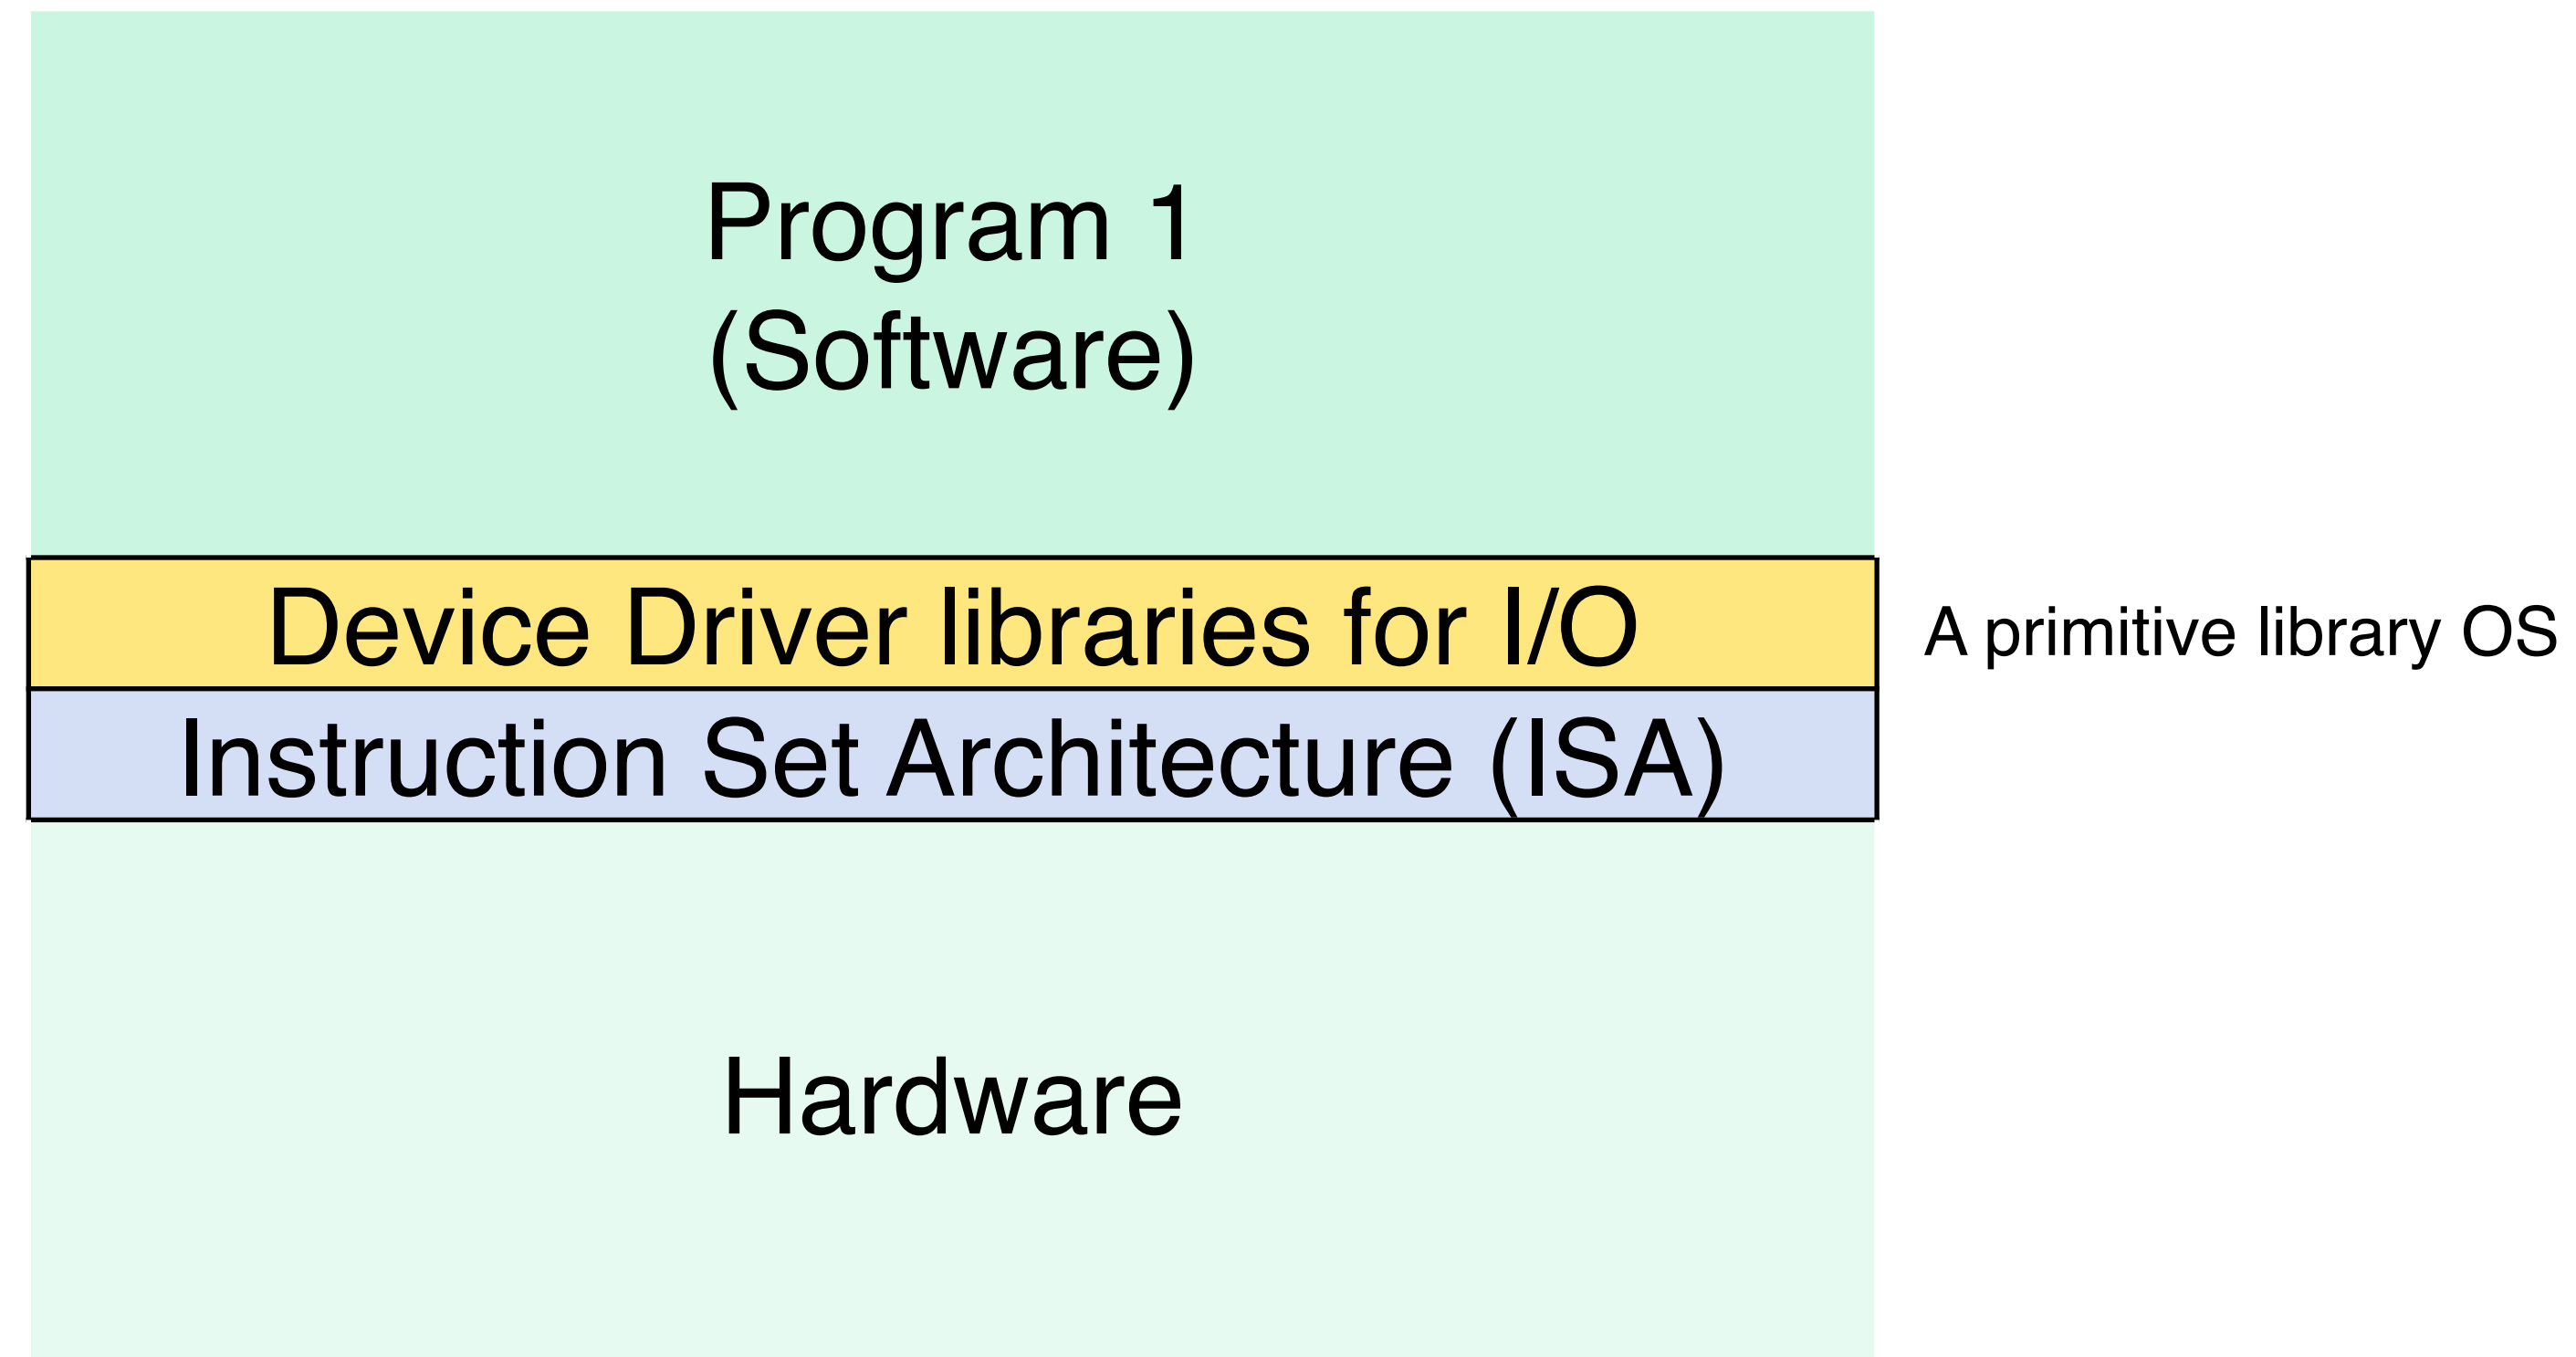 Program 1
(Software)
Device Driver libraries for I/O
A primitive library OS
Instruction Set Architecture (ISA)
Hardware